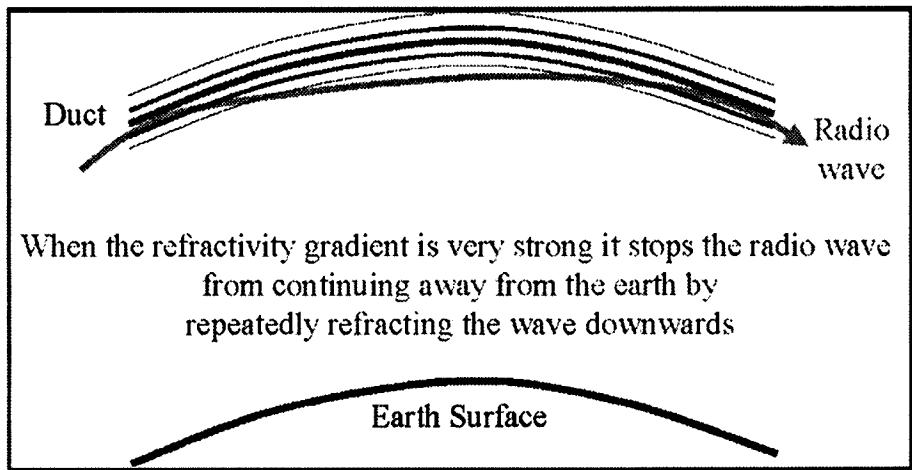 Duct
Radio
wave
When the refractivity gradient is very strong it stops the radio wave
from continuing away from the earth by
repeatedly refracting the wave downwards
Earth Surface